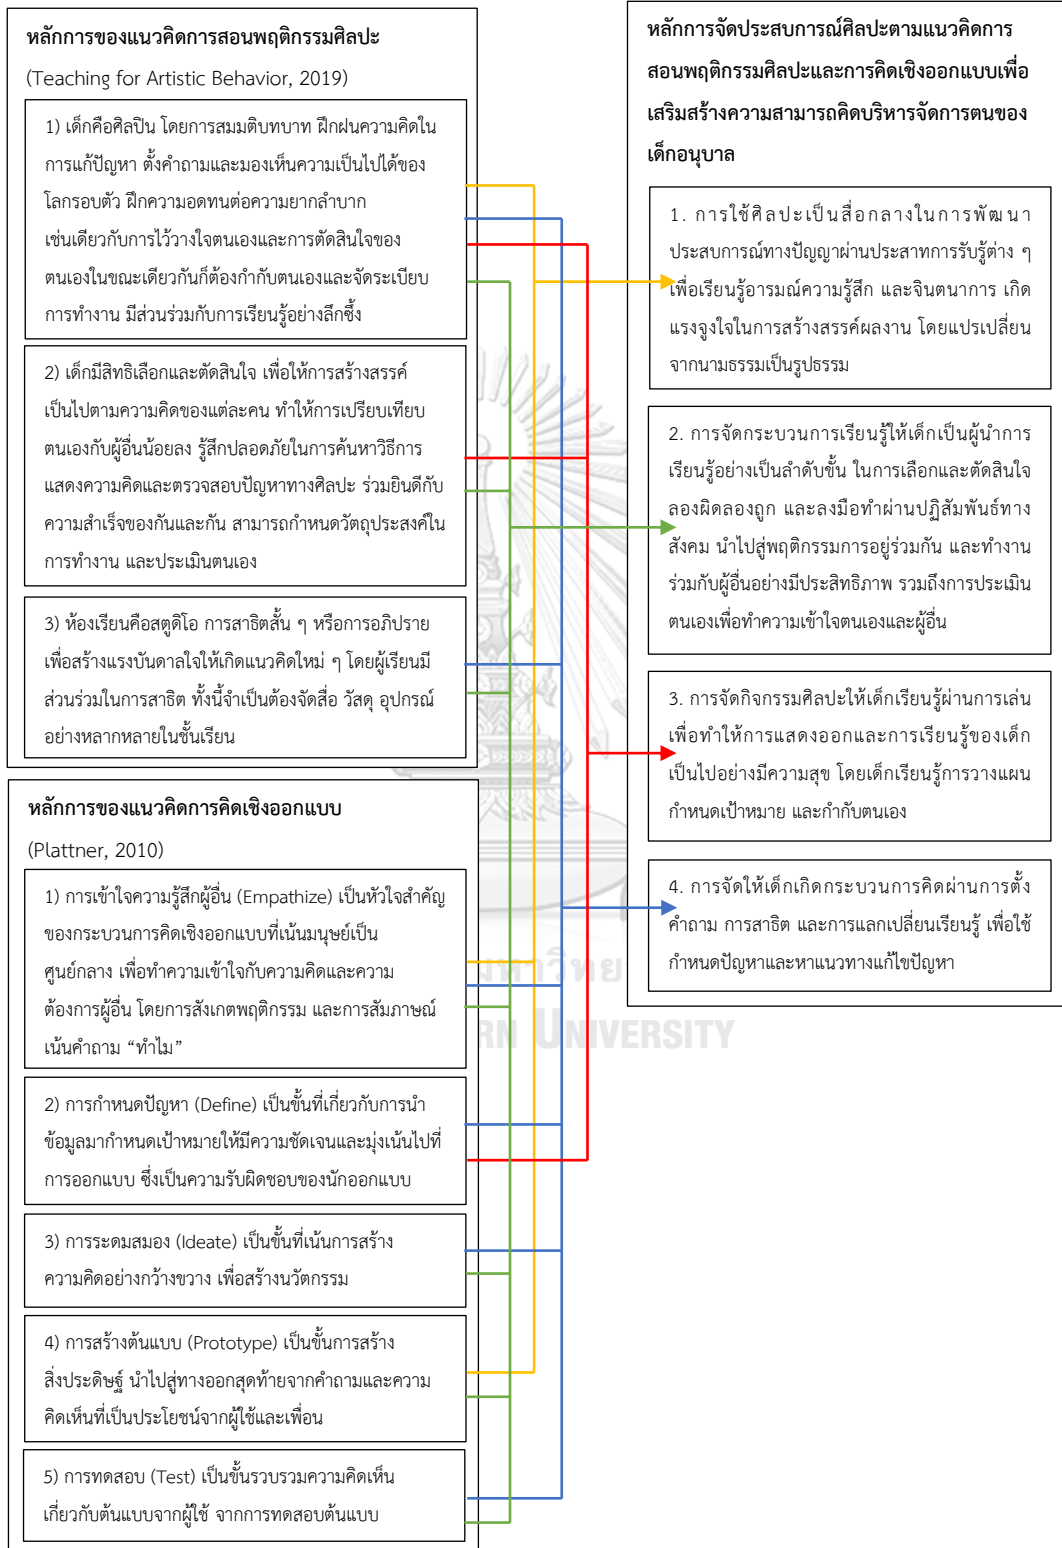 หลักการของแนวคิดการสอนพฤติกรรมศิลปะ
(Teaching for Artistic Behavior, 2019)
1) เด็กคือศิลปิน โดยการสมมติบทบาท ฝึกฝนความคิดใน
การแก้ปัญหา ตั้งคำถามและมองเห็นความเป็นไปได้ของ
โลกรอบตัว ฝึกความอดทนต่อความยากลำบาก
เช่นเดียวกับการไว้วางใจตนเองและการตัดสินใจของ
ตนเองในขณะเดียวกันก็ต้องกำกับตนเองและจัดระเบียบ
การทำงาน มีส่วนร่วมกับการเรียนรู้อย่างลึกซึ้ง
2) เด็กมีสิทธิเลือกและตัดสินใจ เพื่อให้การสร้างสรรค์
เป็นไปตามความคิดของแต่ละคน ทำให้การเปรียบเทียบ
ตนเองกับผู้อื่นน้อยลง รู้สึกปลอดภัยในการค้นหาวิธีการ
แสดงความคิดและตรวจสอบปัญหาทางศิลปะ ร่วมยินดีกับ
ความสำเร็จของกันและกัน สามารถกำหนดวัตถุประสงค์ใน
การทำงาน และประเมินตนเอง
3) ห้องเรียนคือสตูดิโอ การสาธิตสั้น ๆ หรือการอภิปราย
เพื่อสร้างแรงบันดาลใจให้เกิดแนวคิดใหม่ ๆ โดยผู้เรียนมี
ส่วนร่วมในการสาธิต ทั้งนี้จำเป็นต้องจัดสื่อ วัสดุ อุปกรณ์
อย่างหลากหลายในชั้นเรียน
หลักการของแนวคิดการคิดเชิงออกแบบ
(Plattner, 2010)
1) การเข้าใจความรู้สึกผู้อื่น (Empathize) เป็นหัวใจสำคัญ
ของกระบวนการคิดเชิงออกแบบที่เน้นมนุษย์เป็น
ศูนย์กลาง เพื่อทำความเข้าใจกับความคิดและความ
ต้องการผู้อื่น โดยการสังเกตพฤติกรรม และการสัมภาษณ์
เน้นคำถาม “ทำไม”
2) การกำหนดปัญหา (Define) เป็นขั้นที่เกี่ยวกับการนำ
ข้อมูลมากำหนดเป้าหมายให้มีความชัดเจนและมุ่งเน้นไปที่
การออกแบบ ซึ่งเป็นความรับผิดชอบของนักออกแบบ
3) การระดมสมอง (Ideate) เป็นขั้นที่เน้นการสร้าง
ความคิดอย่างกว้างขวาง เพื่อสร้างนวัตกรรม
4) การสร้างต้นแบบ (Prototype) เป็นขั้นการสร้าง
สิ่งประดิษฐ์ นำไปสู่ทางออกสุดท้ายจากคำถามและความ
คิดเห็นที่เป็นประโยชน์จากผู้ใช้และเพื่อน
5) การทดสอบ (Test) เป็นขั้นรวบรวมความคิดเห็น
เกี่ยวกับต้นแบบจากผู้ใช้ จากการทดสอบต้นแบบ
หลักการจัดประสบการณ์ศิลปะตามแนวคิดการ
สอนพฤติกรรมศิลปะและการคิดเชิงออกแบบเพื่อ
เสริมสร้างความสามารถคิดบริหารจัดการตนของ
เด็กอนุบาล
1. การใช้ศิลปะเป็นสื่อกลางในการพัฒนา
ประสบการณ์ทางปัญญาผ่านประสาทการรับรู้ต่าง ๆ
เพื่อเรียนรู้อารมณ์ความรู้สึก และจินตนาการ เกิด
แรงจูงใจในการสร้างสรรค์ผลงาน โดยแปรเปลี่ยน
จากนามธรรมเป็นรูปธรรม
2. การจัดกระบวนการเรียนรู้ให้เด็กเป็นผู้นำการ
เรียนรู้อย่างเป็นลำดับขั้น ในการเลือกและตัดสินใจ
ลองผิดลองถูก และลงมือทำผ่านปฏิสัมพันธ์ทาง
สังคม นำไปสู่พฤติกรรมการอยู่ร่วมกัน และทำงาน
ร่วมกับผู้อื่นอย่างมีประสิทธิภาพ รวมถึงการประเมิน
ตนเองเพื่อทำความเข้าใจตนเองและผู้อื่น
3. การจัดกิจกรรมศิลปะให้เด็กเรียนรู้ผ่านการเล่น
เพื่อทำให้การแสดงออกและการเรียนรู้ของเด็ก
เป็นไปอย่างมีความสุข โดยเด็กเรียนรู้การวางแผน
กำหนดเป้าหมาย และกำกับตนเอง
4. การจัดให้เด็กเกิดกระบวนการคิดผ่านการตั้ง
คำถาม การสาธิต และการแลกเปลี่ยนเรียนรู้ เพื่อใช้
กำหนดปัญหาและหาแนวทางแก้ไขปัญหา
UNIVERSITY